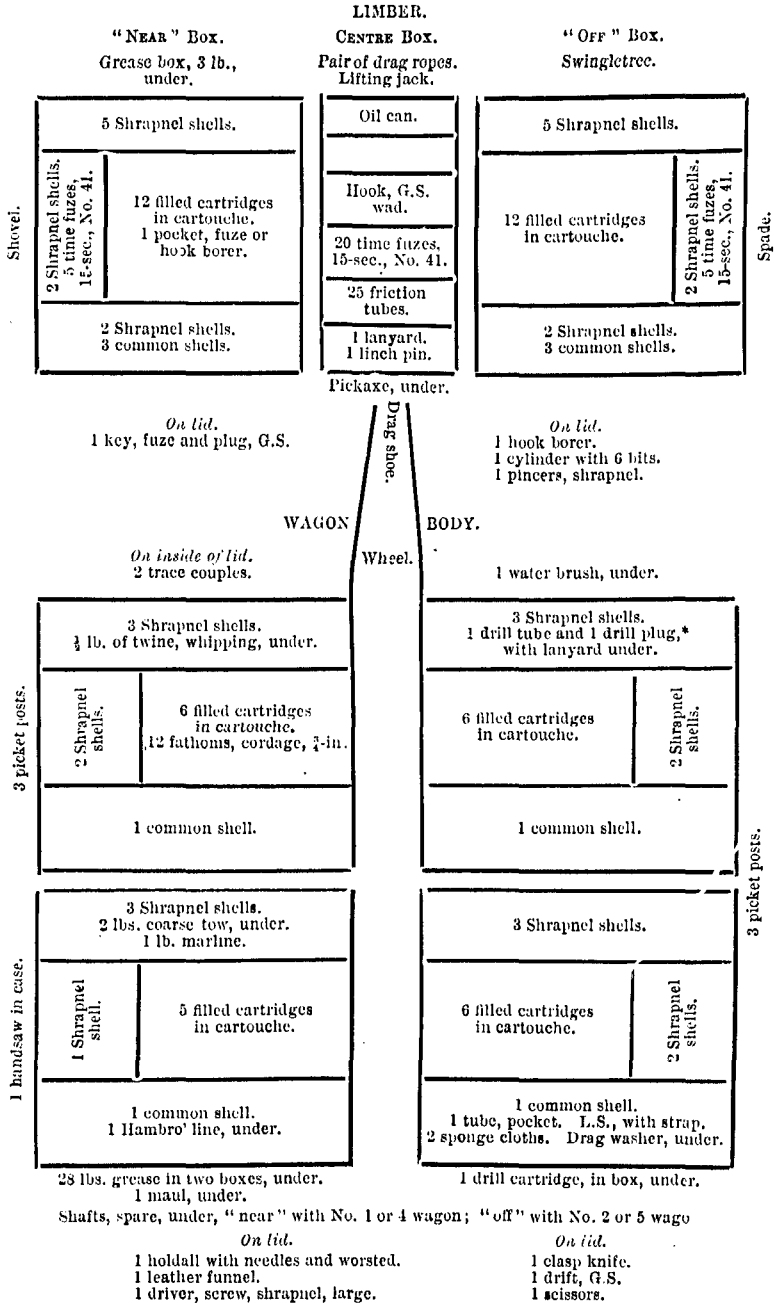 LIMBER.
"NEAR" BOX.
Grease box, 3 lb.,
under.
CENTRE BOX.
Pair of drag ropes.
Lifting jack.
"OFF" BOX.
Swingletree.
Shovel.
5 Shrapnel shells.
2 Shrapnel shells.
5 time fuzes,
15-sec., No. 41.
12 filled cartridges
in cartouche.
1 pocket, fuze or
hook borer.
2 Shrapnel shells.
3 common shells.
Oil can.
Hook, G.S.
wad.
20 time fuzes,
15-sec., No. 41.
25 friction
tubes.
1 lanyard.
1 linch pin.
Pickaxe, under.
5 Shrapnel shells.
12 filled cartridges
in cartouche.
2 Shrapnel shells.
5 time fuzes,
15-sec., No. 41.
2 Shrapnel shells.
3 common shells.
Spade.
On lid.
1 key, fuze and plug, G.S.
Drag shoe.
On lid.
1 hook borer.
1 cylinder with 6 bits.
1 pincers, shrapnel.
WAGON BODY.
On inside of lid.
2 trace couples.
Wheel.
1 water brush, under.
3 picket posts.
3 Shrapnel shells.
½ lb. of twine, whipping, under.
2 Shrapnel
shells.
6 filled cartridges
in cartouche.
12 fathoms, cordage, ¾-in.
1 common shell.
3 Shrapnel shells.
1 drill tube and 1 drill plug,*
with lanyard under.
6 filled cartridges
in cartouche.
2 Shrapnel
shells.
1 common shell.
3 picket posts.
1 handsaw in case.
3 Shrapnel shells.
2 lbs. coarse tow, under.
1 lb. marline.
1 Shrapnel
shell.
5 filled cartridges
in cartouche.
1 common shell.
1 Hambro' line, under.
3 Shrapnel shells.
6 filled cartridges
in cartouche.
2 Shrapnel
shells.
1 common shell.
1 tube, pocket. L.S., with strap.
2 sponge cloths. Drag washer, under.
28 lbs. grease in two boxes, under.
1 maul, under.
1 drill cartridge, in box, under.
Shafts, spare, under, "near" with No. 1 or 4 wagon; "off" with No. 2 or 5 wago
On lid.
1 holdall with needles and worsted.
1 leather funnel.
1 driver, screw, shrapnel, large.
On lid.
1 clasp knife.
1 drift, G.S.
1 scissors.